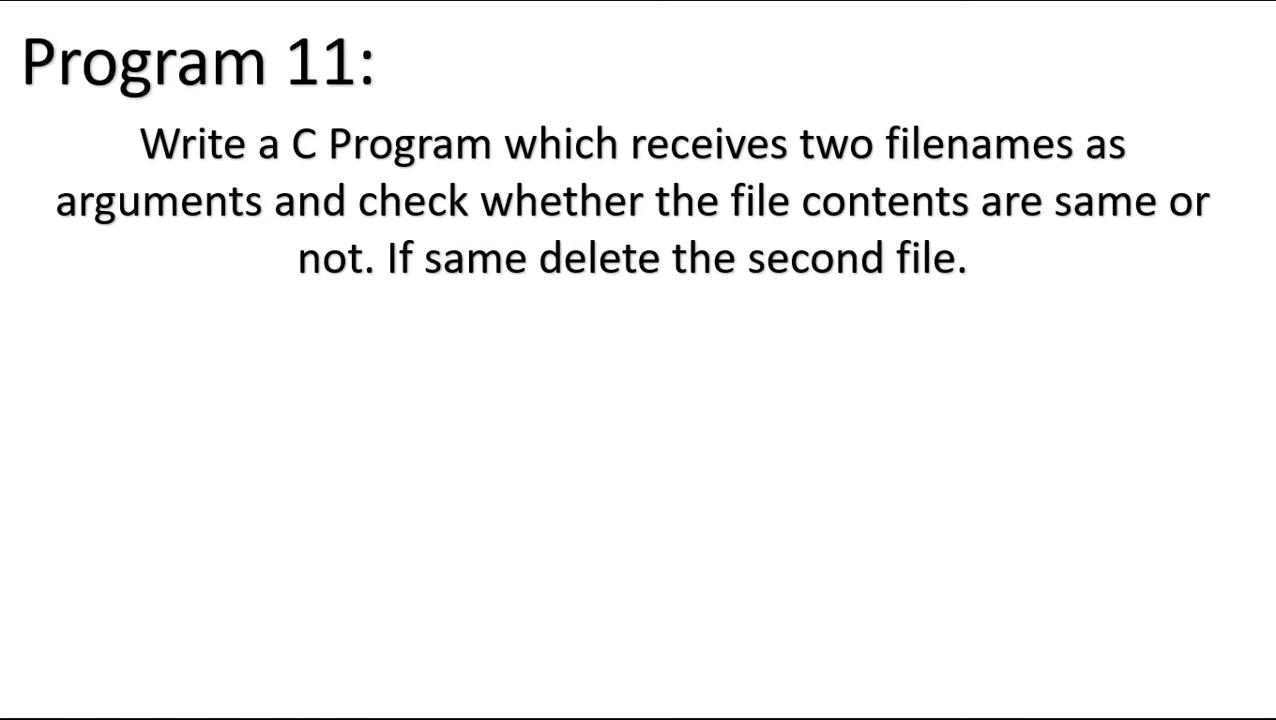 Program 11:
Write a C Program which receives two filenames as
arguments and check whether the file contents are same or
not. If same delete the second file.